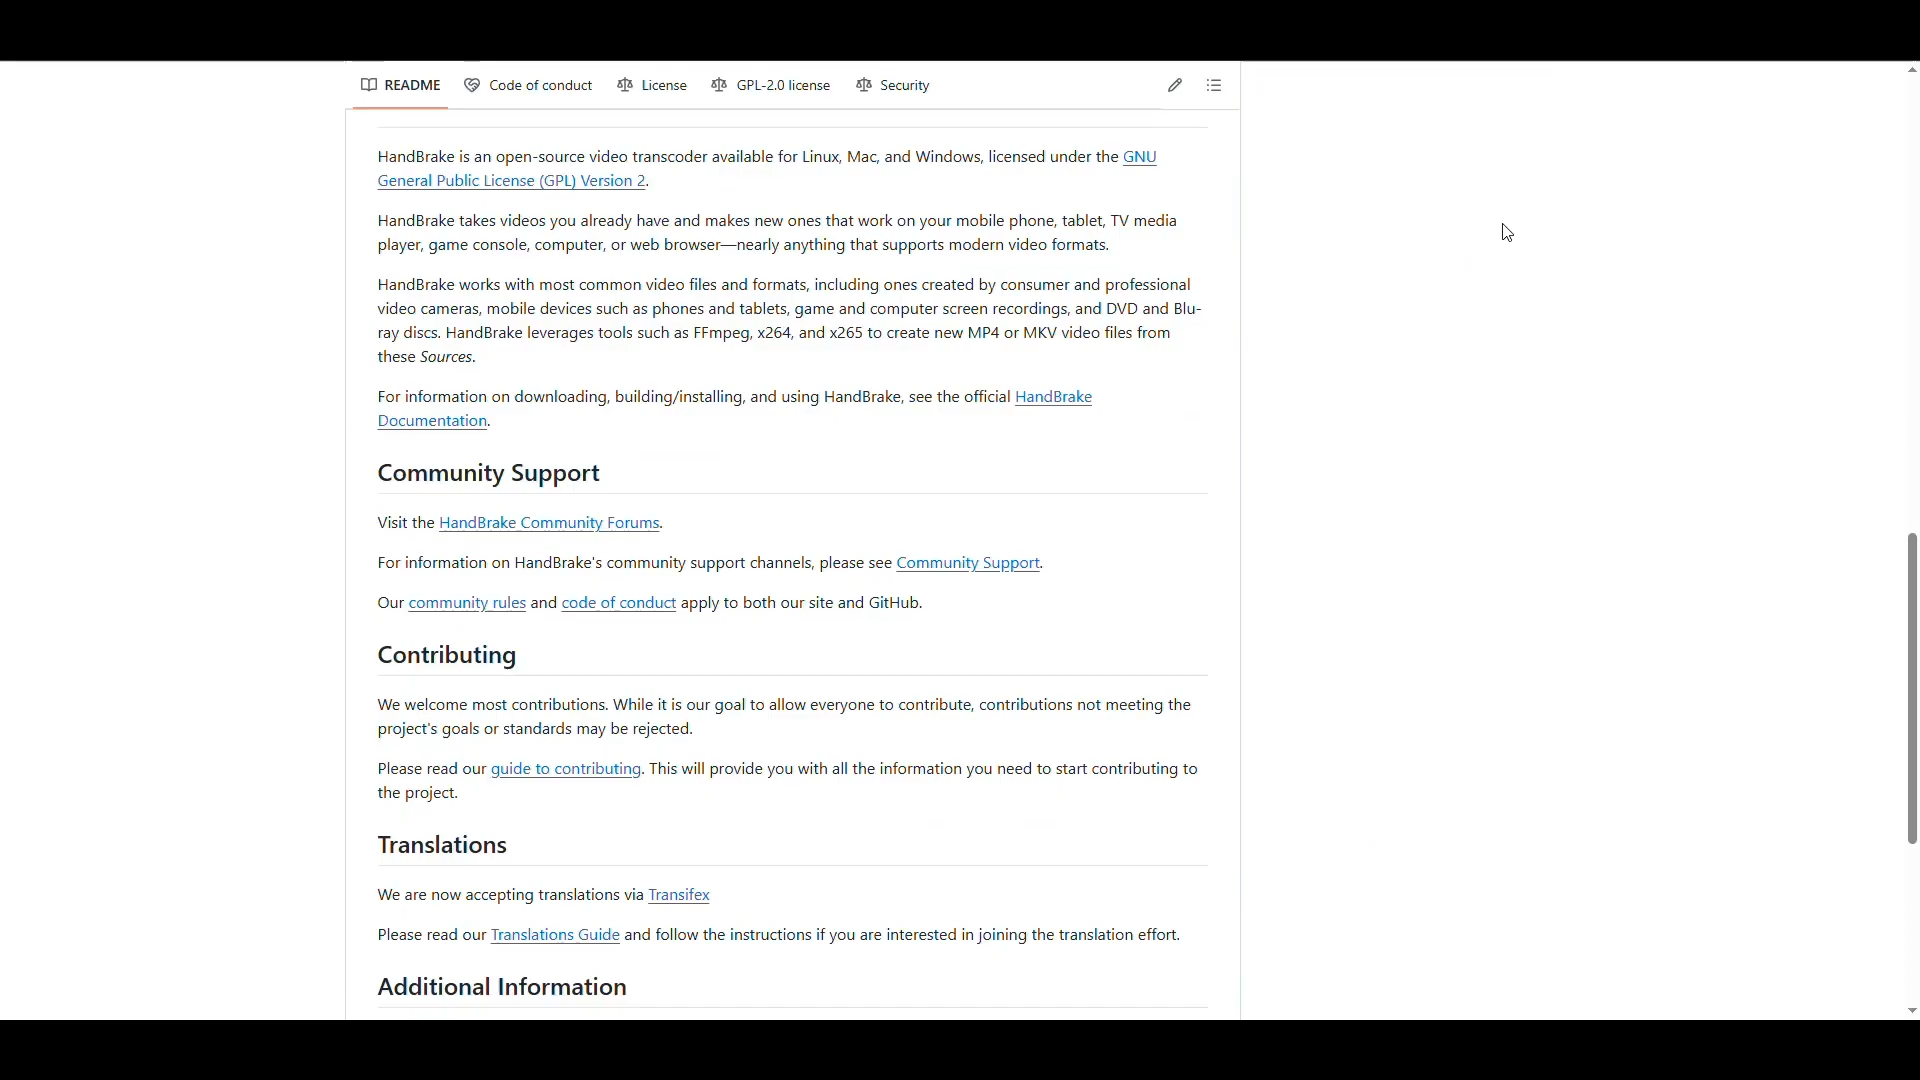 README Code of conduct License GPL-2.0 license Security
HandBrake is an open-source video transcoder available for Linux, Mac, and Windows, licensed under the GNU
General Public License (GPL) Version 2.
HandBrake takes videos you already have and makes new ones that work on your mobile phone, tablet, TV media
player, game console, computer, or web browser—nearly anything that supports modern video formats.
HandBrake works with most common video files and formats, including ones created by consumer and professional
video cameras, mobile devices such as phones and tablets, game and computer screen recordings, and DVD and Blu-
ray discs. HandBrake leverages tools such as FFmpeg, x264, and x265 to create new MP4 or MKV video files from
these Sources.
For information on downloading, building/installing, and using HandBrake, see the official HandBrake
Documentation.
Community Support
Visit the HandBrake Community Forums.
For information on HandBrake's community support channels, please see Community Support.
Our community rules and code of conduct apply to both our site and GitHub.
Contributing
We welcome most contributions. While it is our goal to allow everyone to contribute, contributions not meeting the
project's goals or standards may be rejected.
Please read our guide to contributing. This will provide you with all the information you need to start contributing to
the project.
Translations
We are now accepting translations via Transifex
Please read our Translations Guide and follow the instructions if you are interested in joining the translation effort.
Additional Information